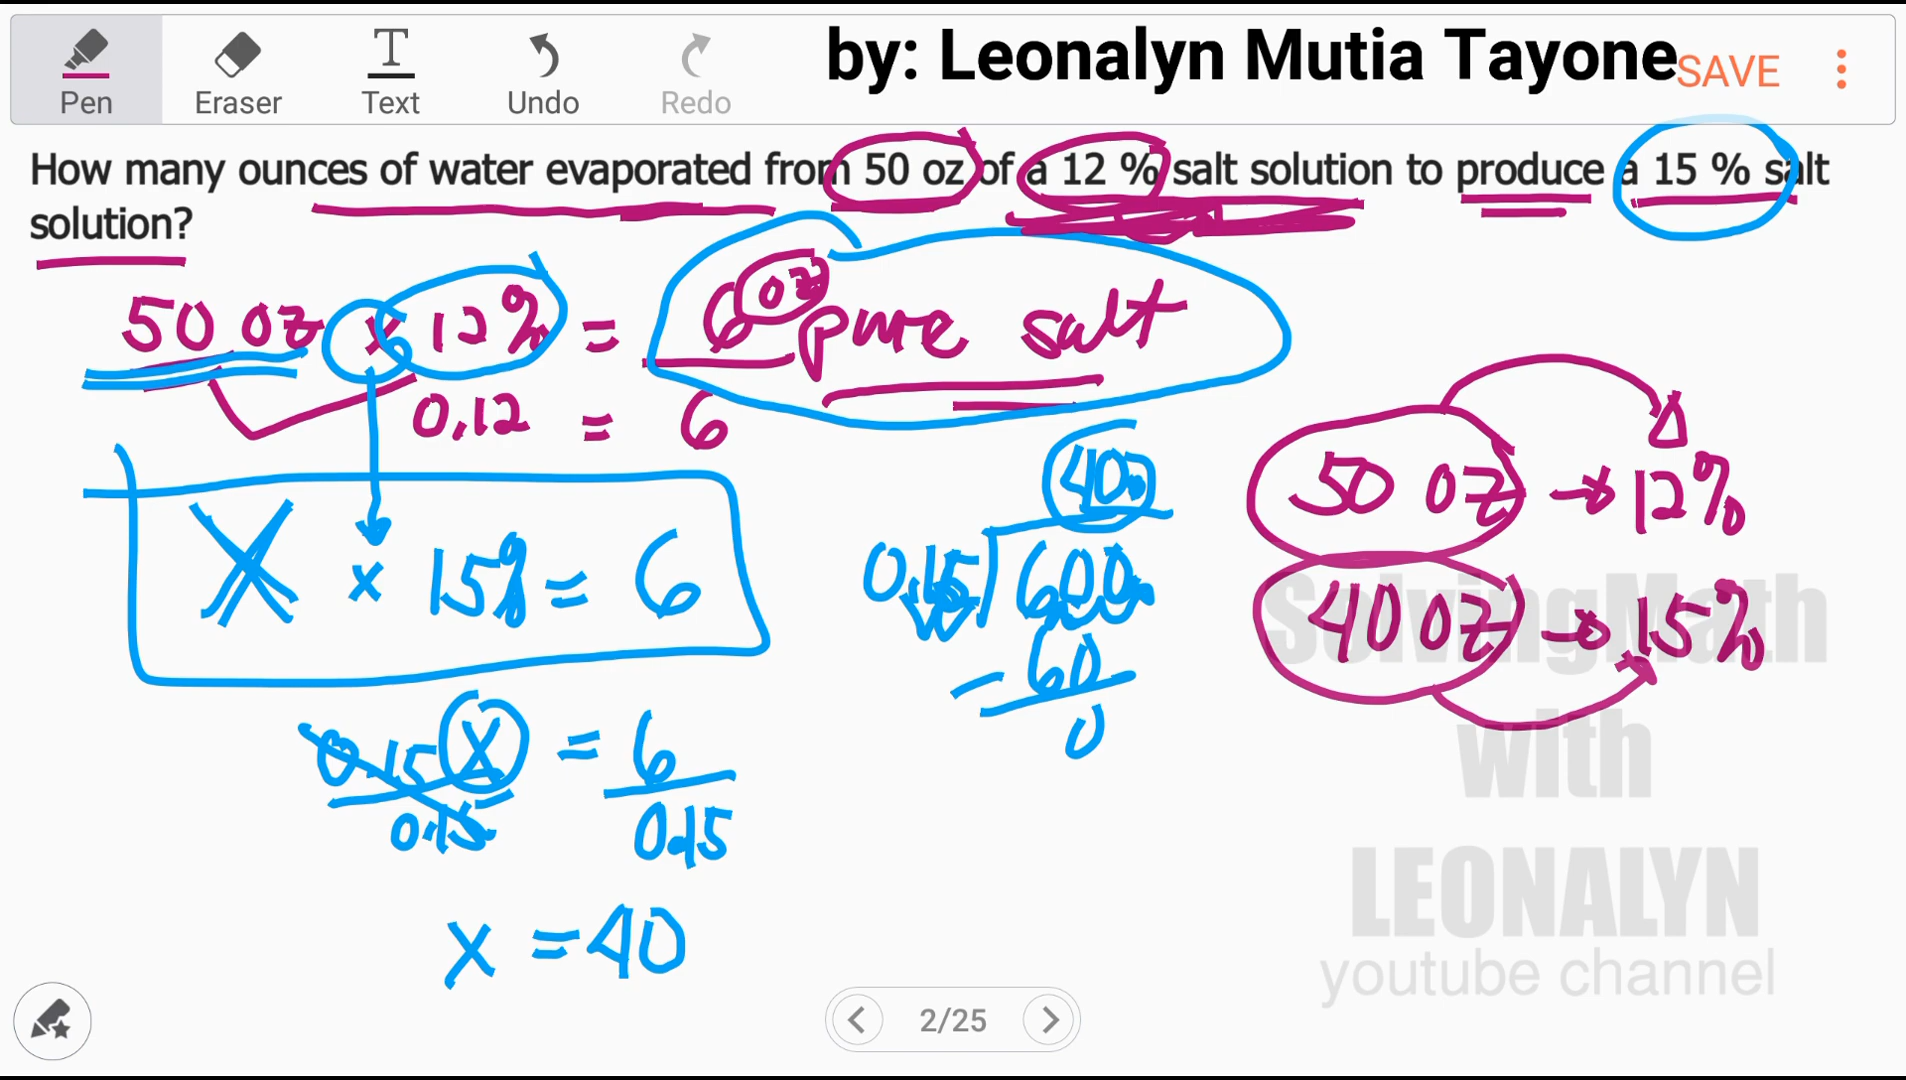 by: Leonalyn Mutia Tayone
Pen Eraser Text Undo Redo SAVE
How many ounces of water evaporated from 50 oz of a 12 % salt solution to produce a 15 % salt
solution?
50 oz x 12% = 6 oz pure salt
0.12 = 6
X x 15% = 6
0.15 X = 6
0.15 0.15
x = 40
40.
0.15 600.
- 60
0
50 oz → 12%
40 oz → 15%
SolvingMath
with
LEONALYN
youtube channel
2/25